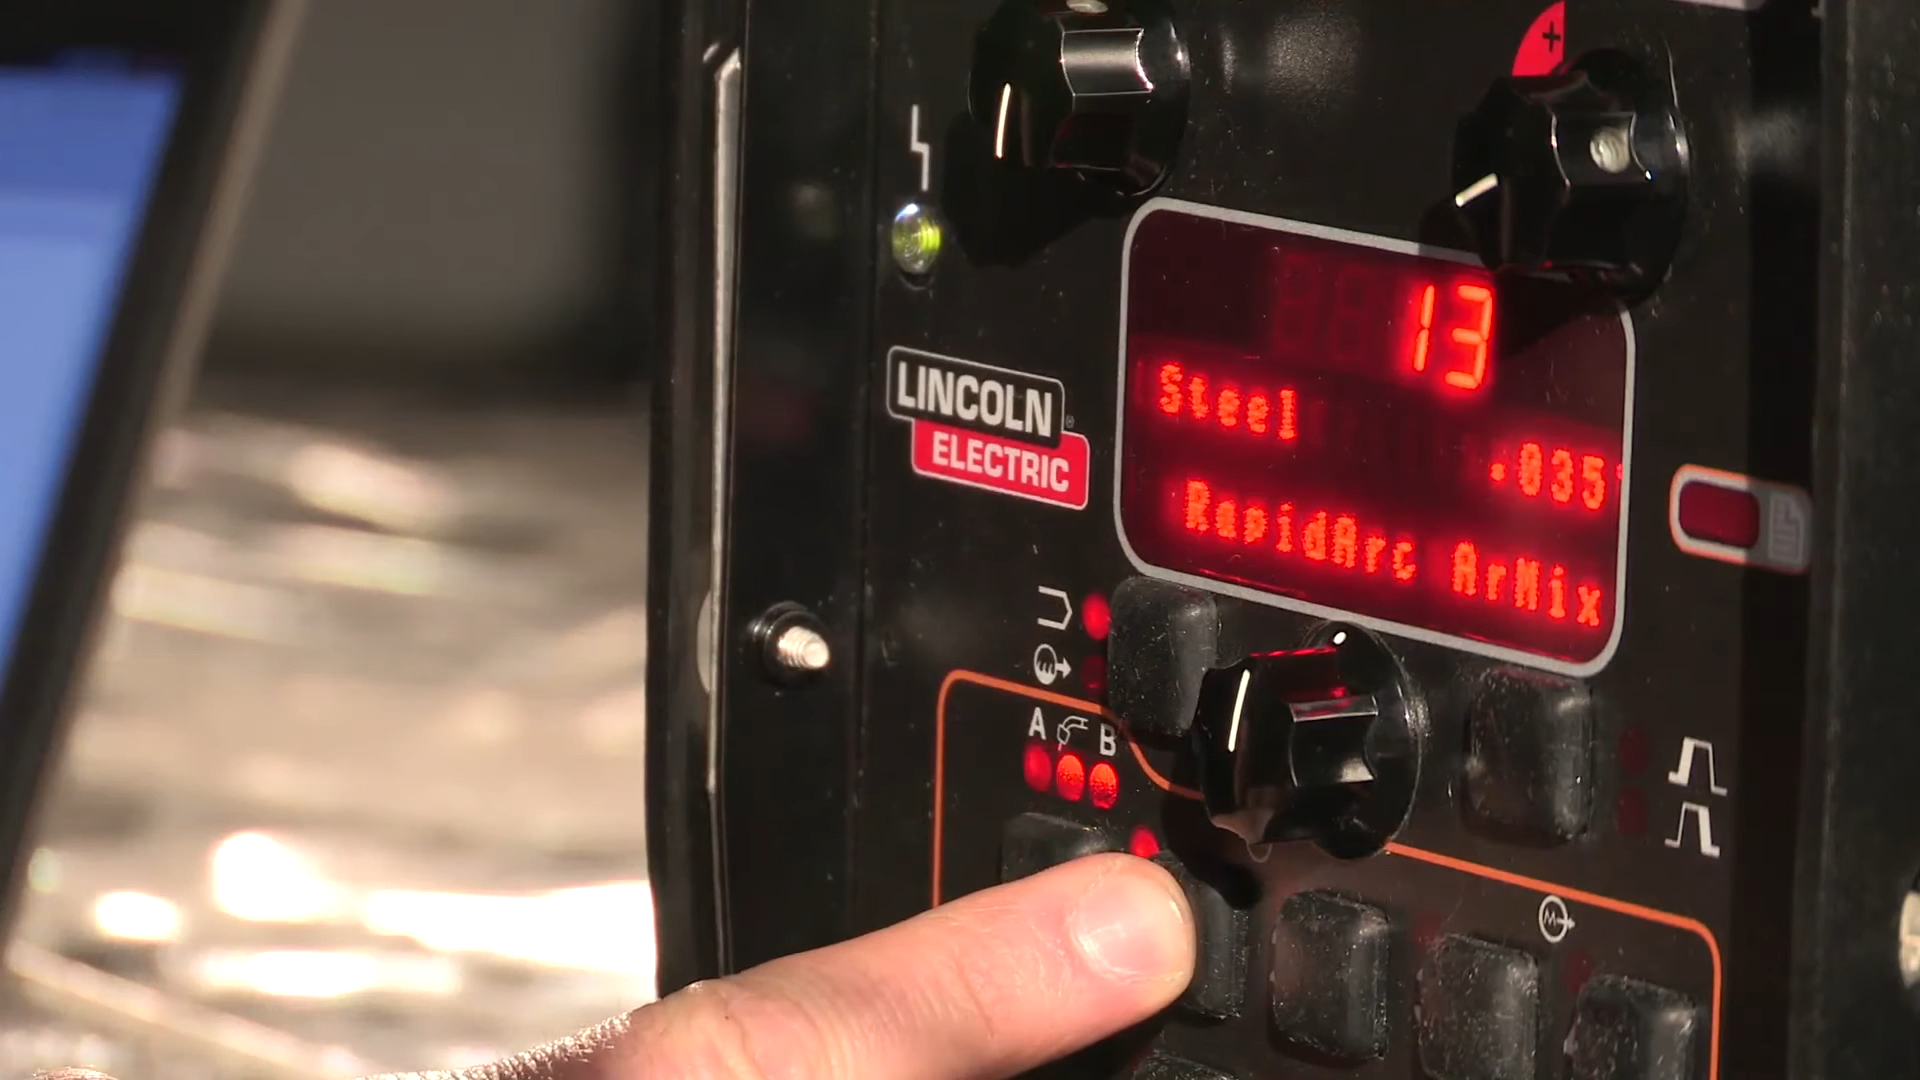 +
13
LINCOLN®
ELECTRIC
Steel
.035"
RapidArc ArMix
A B
M